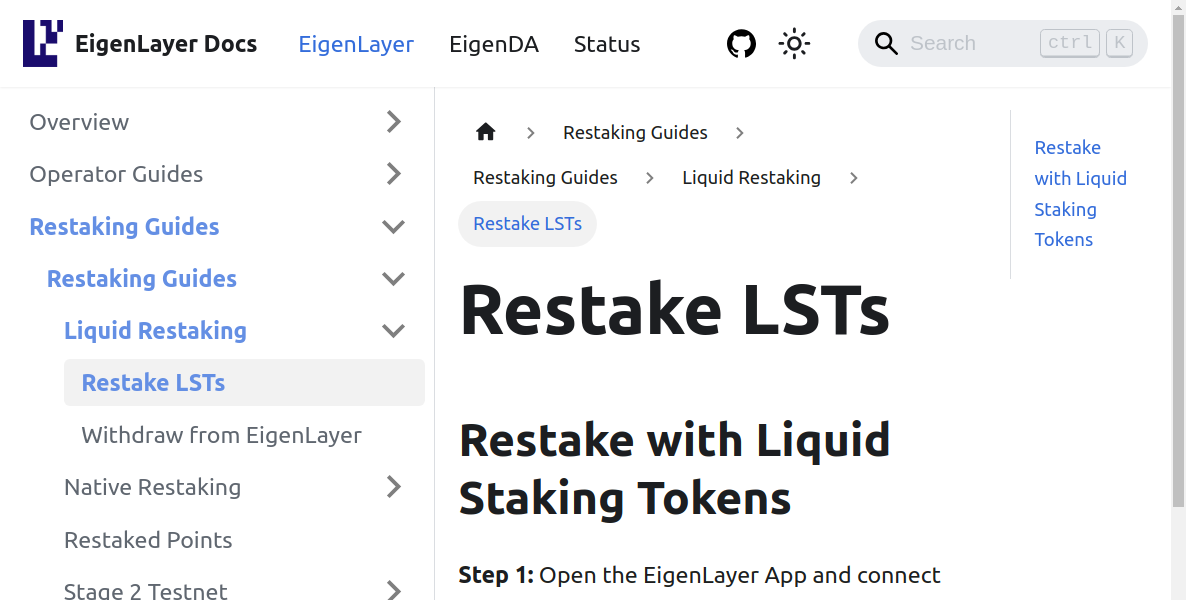 EigenLayer Docs EigenLayer EigenDA Status Search ctrl K
Overview
Operator Guides
Restaking Guides
Restaking Guides
Liquid Restaking
Restake LSTs
Withdraw from EigenLayer
Native Restaking
Restaked Points
Stage 2 Testnet
Restaking Guides
Restaking Guides Liquid Restaking
Restake LSTs
Restake LSTs
Restake with Liquid
Staking Tokens
Step 1: Open the EigenLayer App and connect
Restake
with Liquid
Staking
Tokens